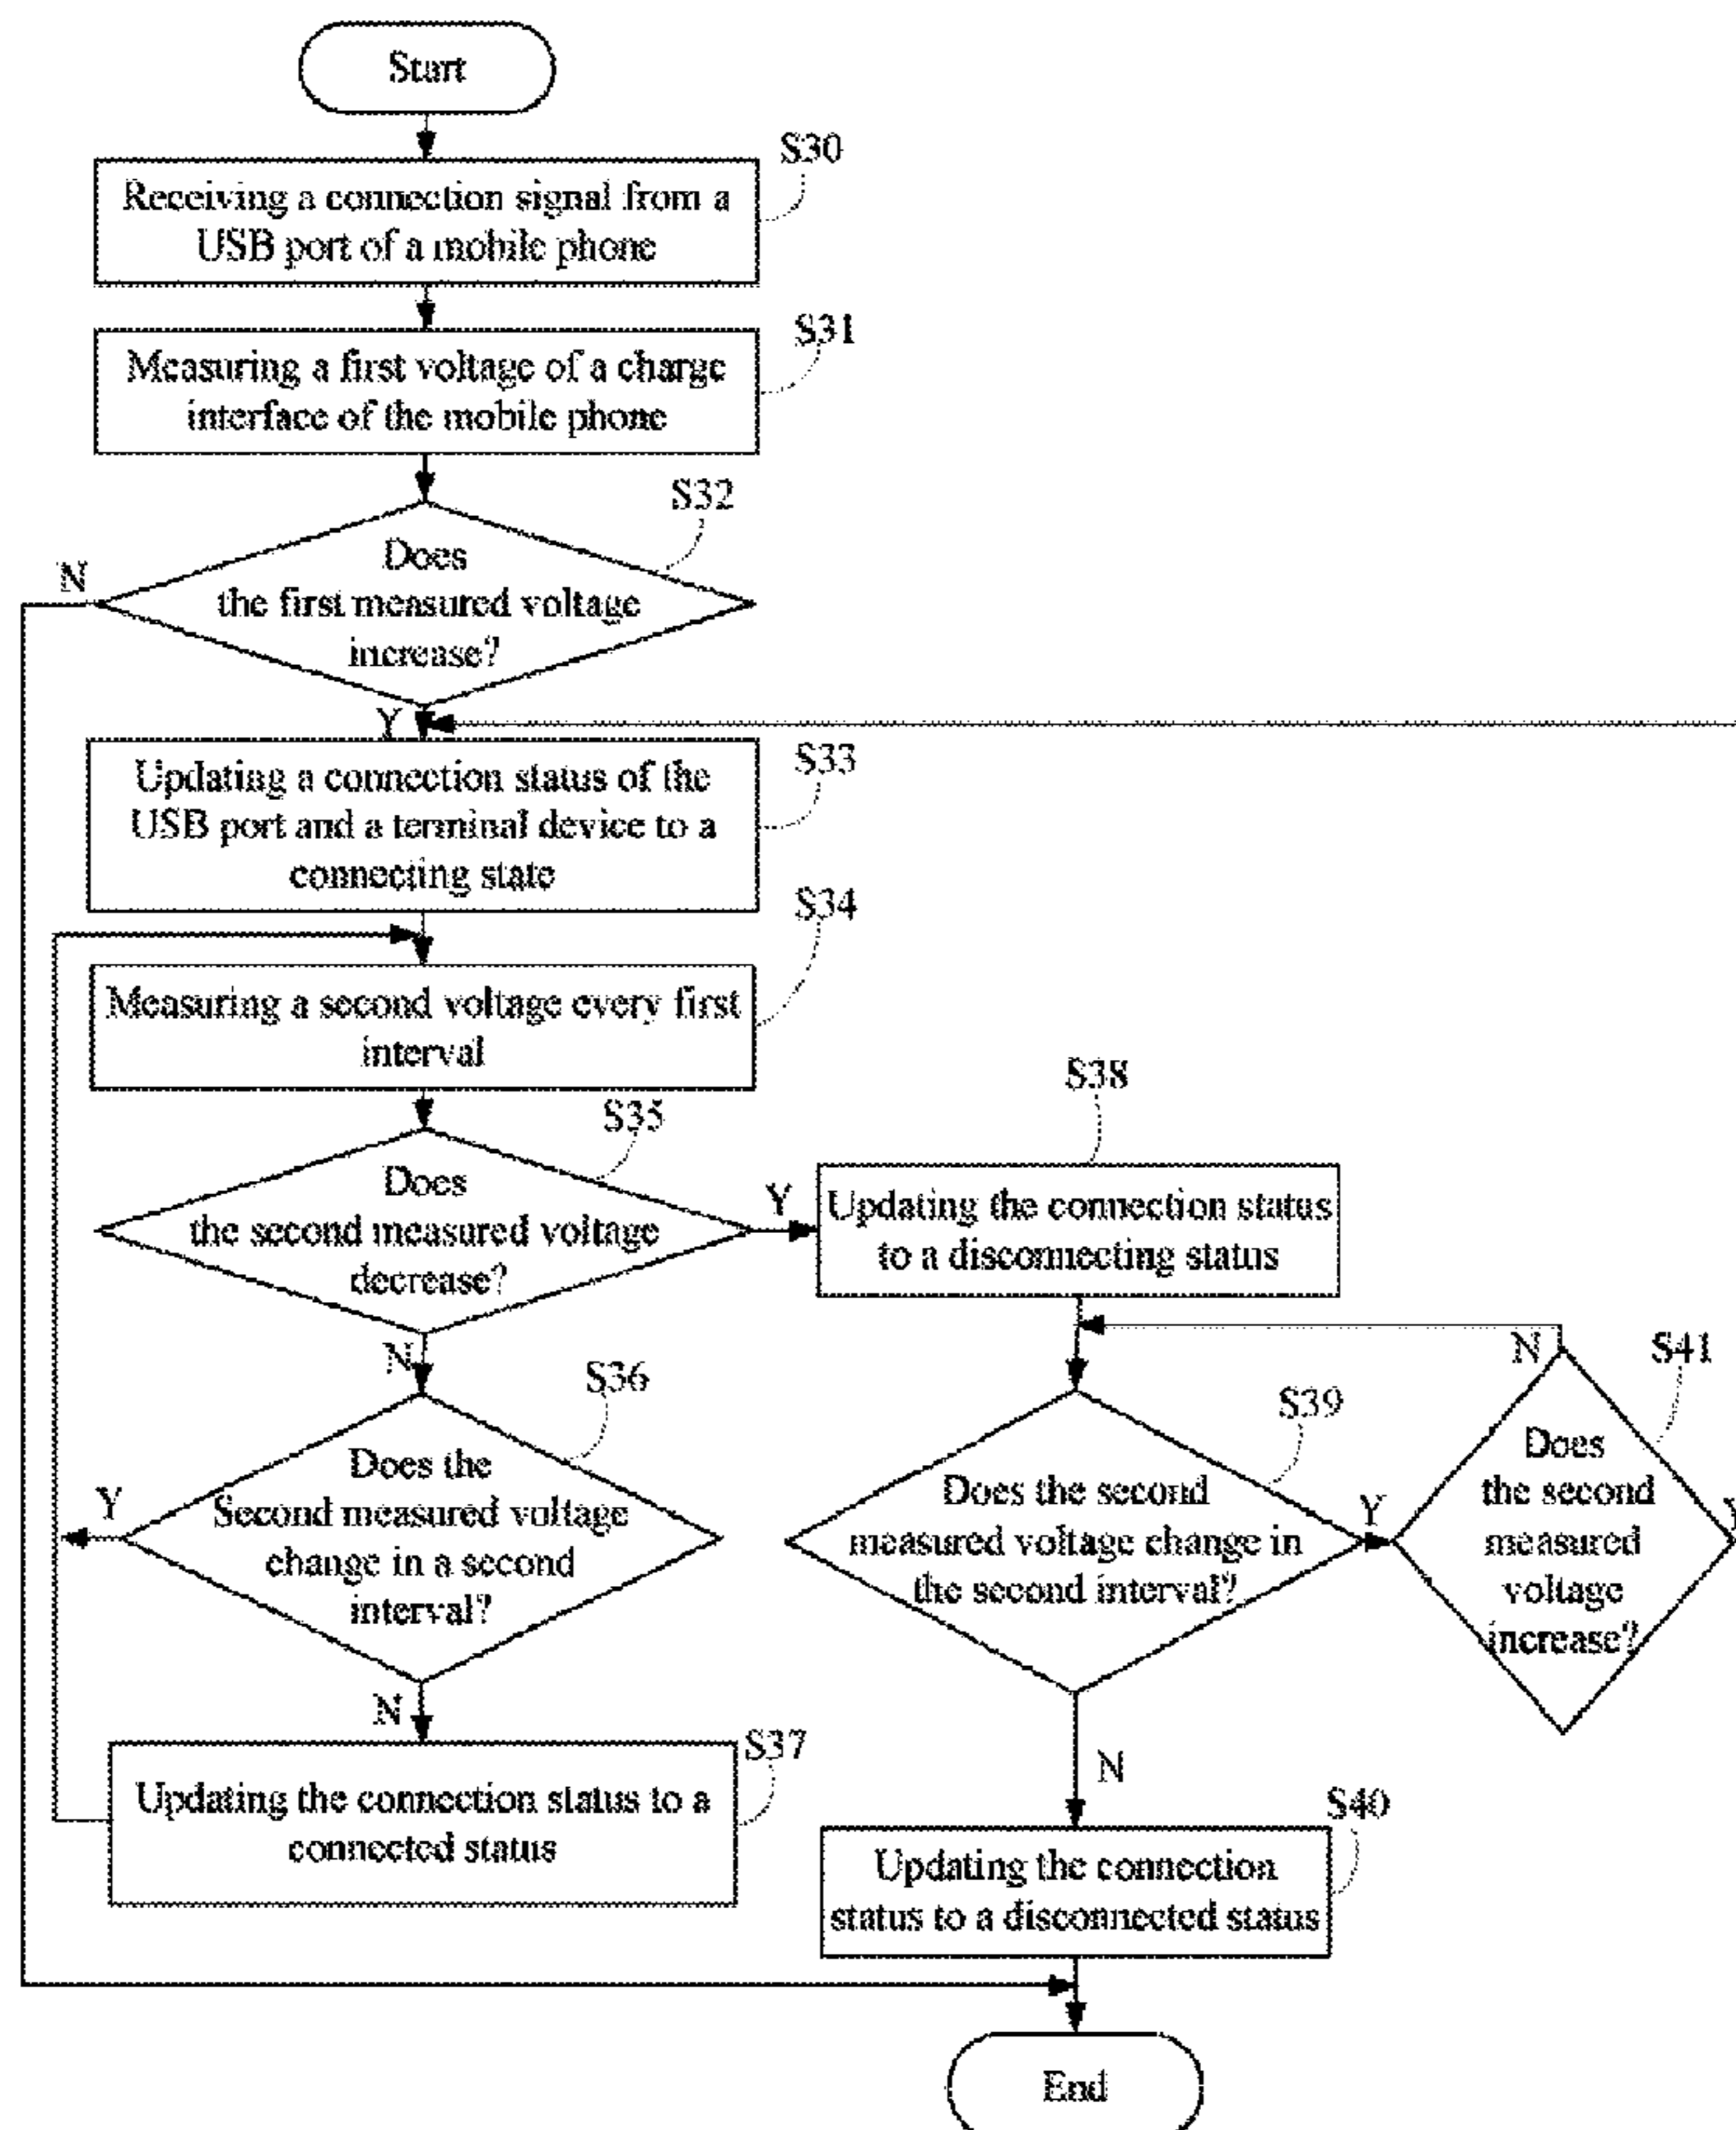 Start
S30
Receiving a connection signal from a
USB port of a mobile phone
S31
Measuring a first voltage of a charge
interface of the mobile phone
S32
Does
the first measured voltage
increase?
N
Y
S33
Updating a connection status of the
USB port and a terminal device to a
connecting state
S34
Measuring a second voltage every first
interval
S35
Does
the second measured voltage
decrease?
Y
N
S38
Updating the connection status
to a disconnecting status
S36
Does the
Second measured voltage
change in a second
interval?
Y
N
S39
Does the second
measured voltage change in
the second interval?
Y
N
S41
Does
the second
measured
voltage
increase?
N
S37
Updating the connection status to a
connected status
S40
Updating the connection
status to a disconnected status
End